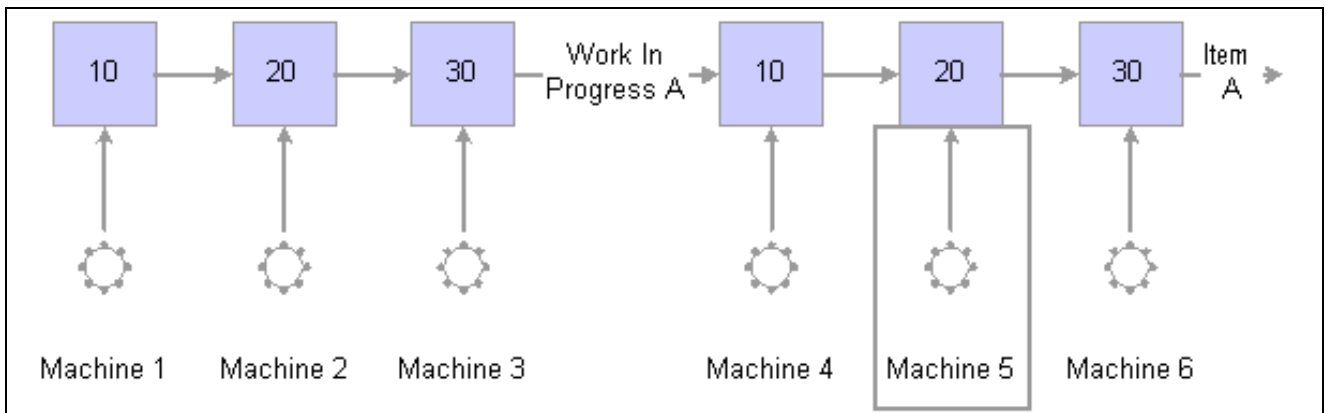 10
20
30
Work In
Progress A
10
20
30
Item
A
Machine 1
Machine 2
Machine 3
Machine 4
Machine 5
Machine 6